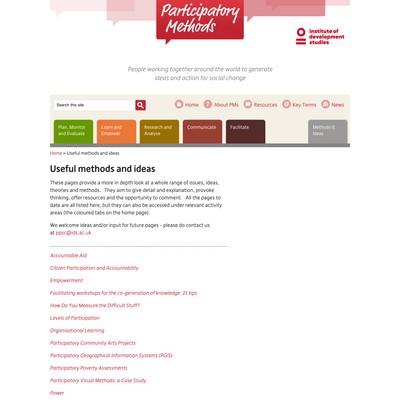 Participatory
Methods
institute of
development
studies
People working together around the world to generate
ideas and action for social change
Search this site
Home
About PMs
Resources
Key Terms
News
Plan, Monitor
and Evaluate
Learn and
Empower
Research and
Analyse
Communicate
Facilitate
Methods &
Ideas
Home » Useful methods and ideas
Useful methods and ideas
These pages provide a more in depth look at a whole range of issues, ideas,
theories and methods. They aim to give detail and explanation, provoke
thinking, offer resources and the opportunity to comment. All the pages to
date are all listed here, but they can also be accessed under relevant activity
areas (the coloured tabs on the home page).
We welcome ideas and/or input for future pages - please do contact us
at ppsc@ids.ac.uk
Accountable Aid
Citizen Participation and Accountability
Empowerment
Facilitating workshops for the co-generation of knowledge: 21 tips
How Do You Measure the Difficult Stuff?
Levels of Participation
Organisational Learning
Participatory Community Arts Projects
Participatory Geographical Information Systems (PGIS)
Participatory Poverty Assessments
Participatory Visual Methods: a Case Study
Power